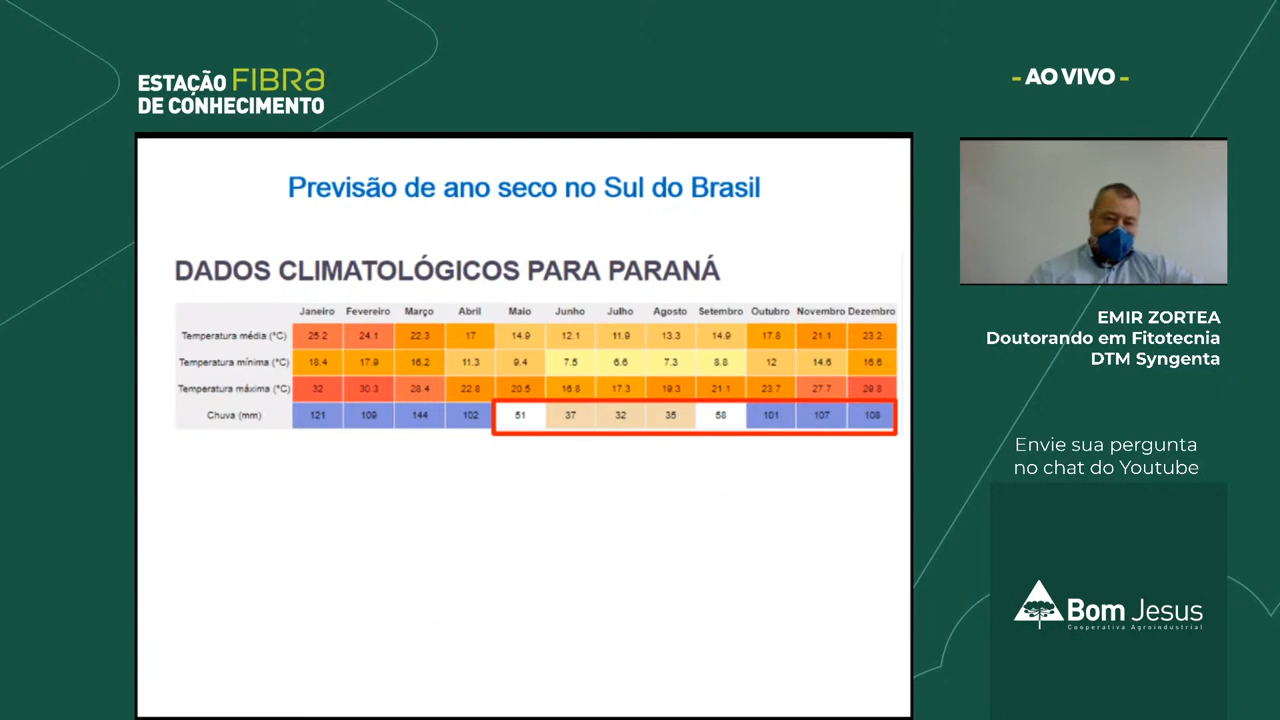 ESTAÇÃO FIBRA
DE CONHECIMENTO
- AO VIVO -
Previsão de ano seco no Sul do Brasil
DADOS CLIMATOLÓGICOS PARA PARANÁ
Janeiro Fevereiro Março Abril Maio Junho Julho Agosto Setembro Outubro Novembro Dezembro
Temperatura média (°C) 25.2 24.1 22.3 17 14.9 12.1 11.9 13.3 14.9 17.8 21.1 23.2
Temperatura mínima (°C) 18.4 17.9 16.2 11.3 9.4 7.5 6.6 7.3 8.8 12 14.6 16.6
Temperatura máxima (°C) 32 30.3 28.4 22.8 20.5 16.8 17.3 19.3 21.1 23.7 27.7 29.8
Chuva (mm) 121 109 144 102 51 37 32 35 58 101 107 108
EMIR ZORTEA
Doutorando em Fitotecnia
DTM Syngenta
Envie sua pergunta
no chat do Youtube
Bom Jesus
Cooperativa Agroindustrial